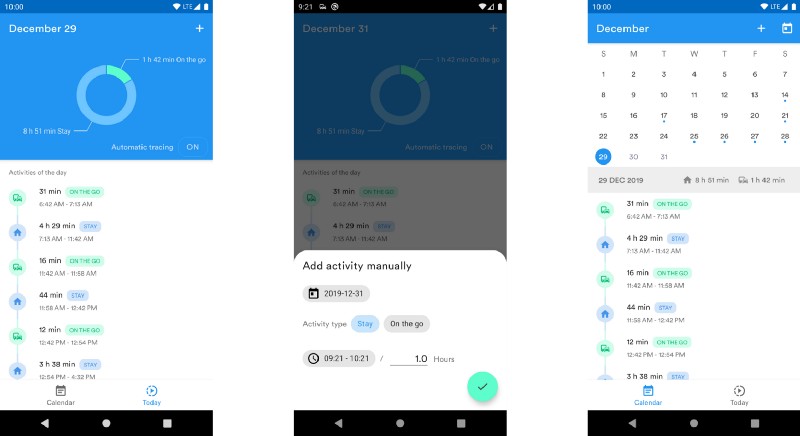 10:00
LTE
December 29
+
1 h 42 min On the go
8 h 51 min Stay
Automatic tracing ON
Activities of the day
31 min ON THE GO
6:42 AM - 7:13 AM
4 h 29 min STAY
7:13 AM - 11:42 AM
16 min ON THE GO
11:42 AM - 11:58 AM
44 min STAY
11:58 AM - 12:42 PM
12 min ON THE GO
12:42 PM - 12:54 PM
3 h 38 min STAY
12:54 PM - 4:32 PM
Calendar Today
9:21
December 31
+
1 h 42 min On the go
8 h 51 min Stay
Automatic tracing ON
Activities of the day
31 min ON THE GO
6:42 AM - 7:13 AM
4 h 29 min STAY
7:13 AM - 11:42 AM
Add activity manually
2019-12-31
Activity type Stay On the go
09:21 - 10:21 / 1.0 Hours
10:00
LTE
December +
S M T W T F S
1 2 3 4 5 6 7
8 9 10 11 12 13 14
15 16 17 18 19 20 21
22 23 24 25 26 27 28
29 30 31
29 DEC 2019 8 h 51 min 1 h 42 min
31 min ON THE GO
6:42 AM - 7:13 AM
4 h 29 min STAY
7:13 AM - 11:42 AM
16 min ON THE GO
11:42 AM - 11:58 AM
44 min STAY
11:58 AM - 12:42 PM
12 min ON THE GO
12:42 PM - 12:54 PM
3 h 38 min STAY
Calendar Today